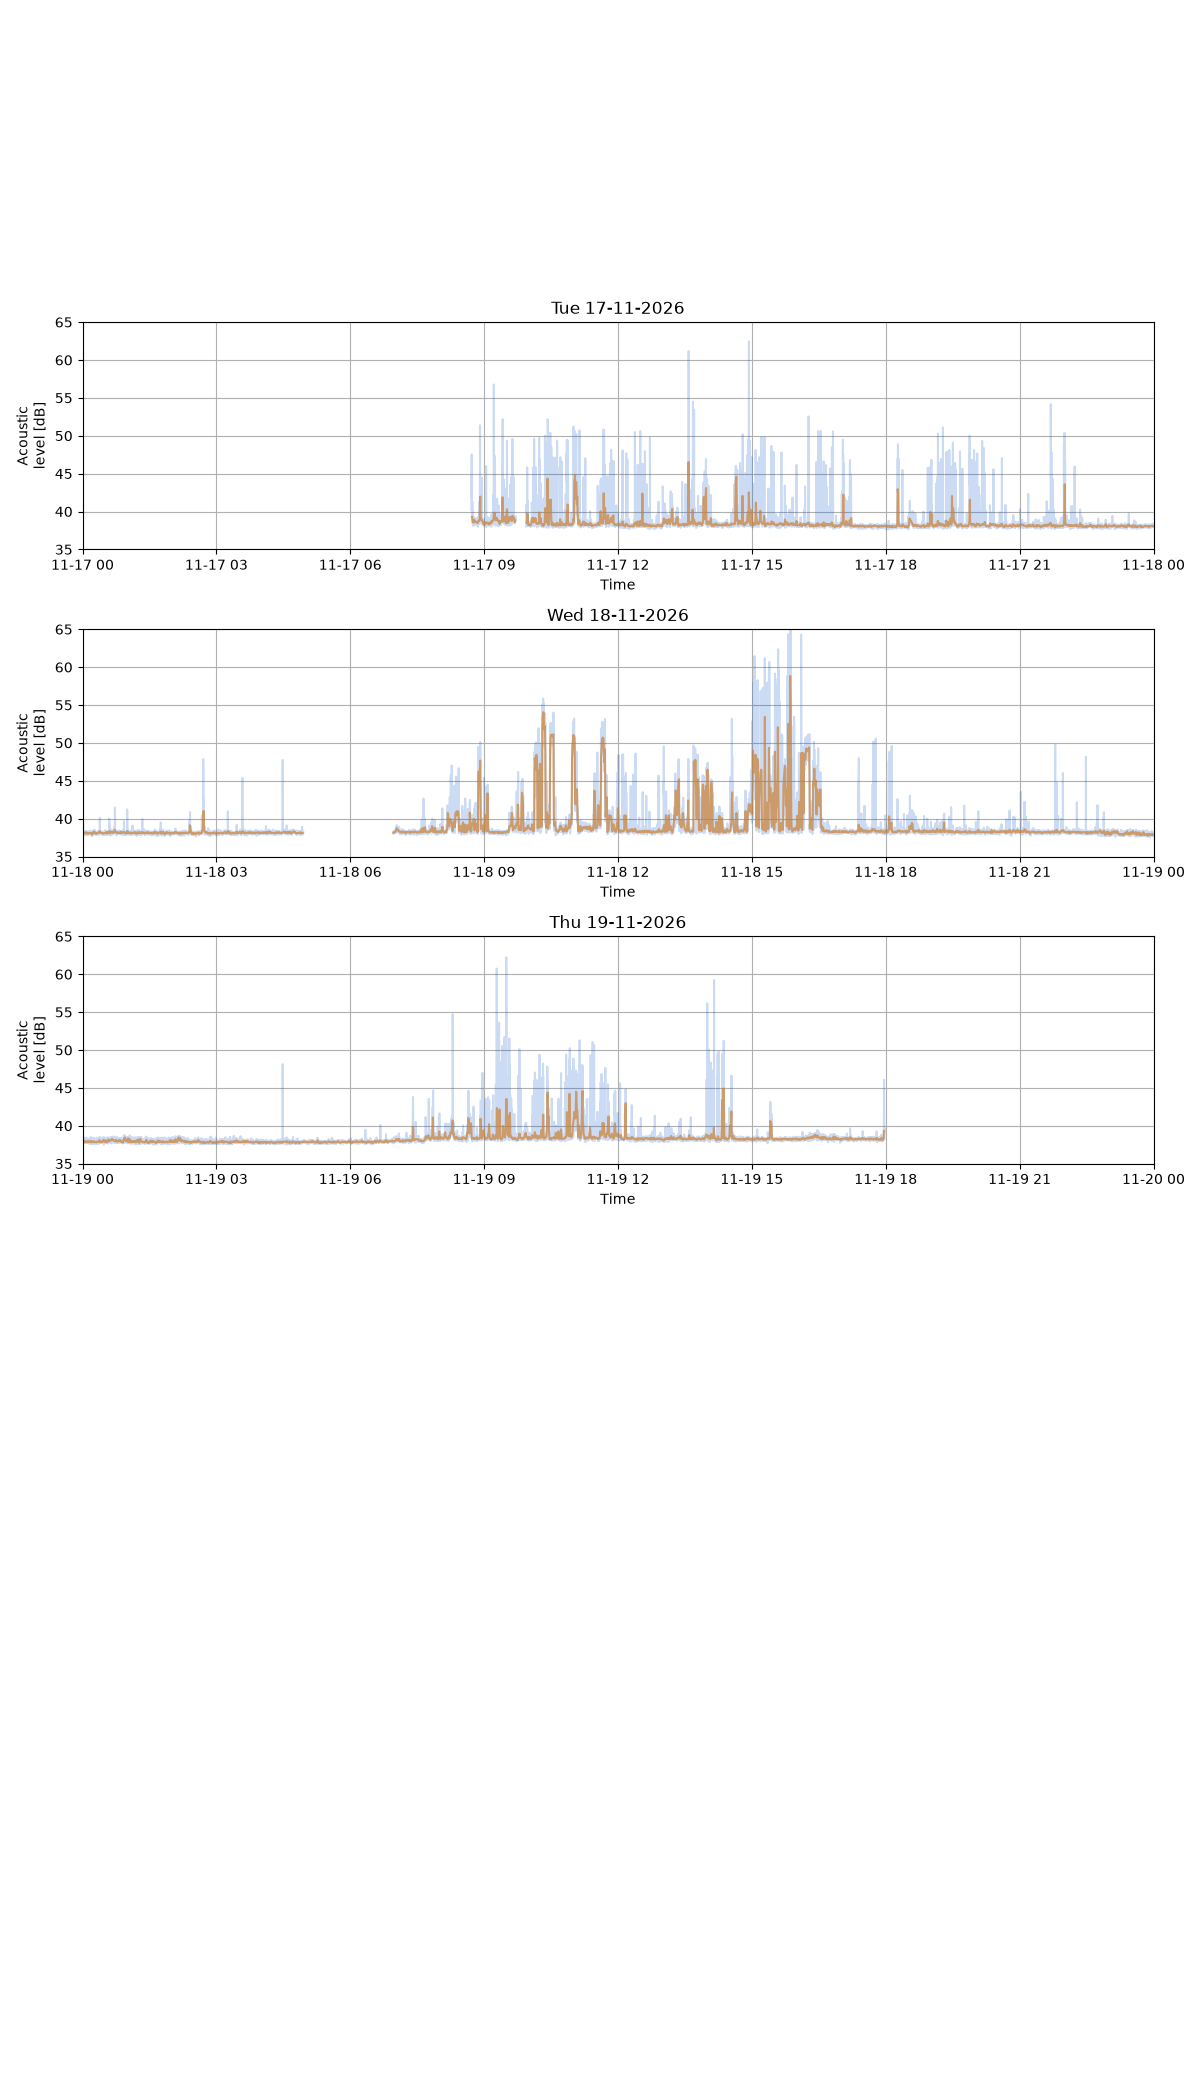 Tue 17-11-2026
Acoustic
level [dB]
65
60
55
50
45
40
35
11-17 00 11-17 03 11-17 06 11-17 09 11-17 12 11-17 15 11-17 18 11-17 21 11-18 00
Time
Wed 18-11-2026
Acoustic
level [dB]
65
60
55
50
45
40
35
11-18 00 11-18 03 11-18 06 11-18 09 11-18 12 11-18 15 11-18 18 11-18 21 11-19 00
Time
Thu 19-11-2026
Acoustic
level [dB]
65
60
55
50
45
40
35
11-19 00 11-19 03 11-19 06 11-19 09 11-19 12 11-19 15 11-19 18 11-19 21 11-20 00
Time